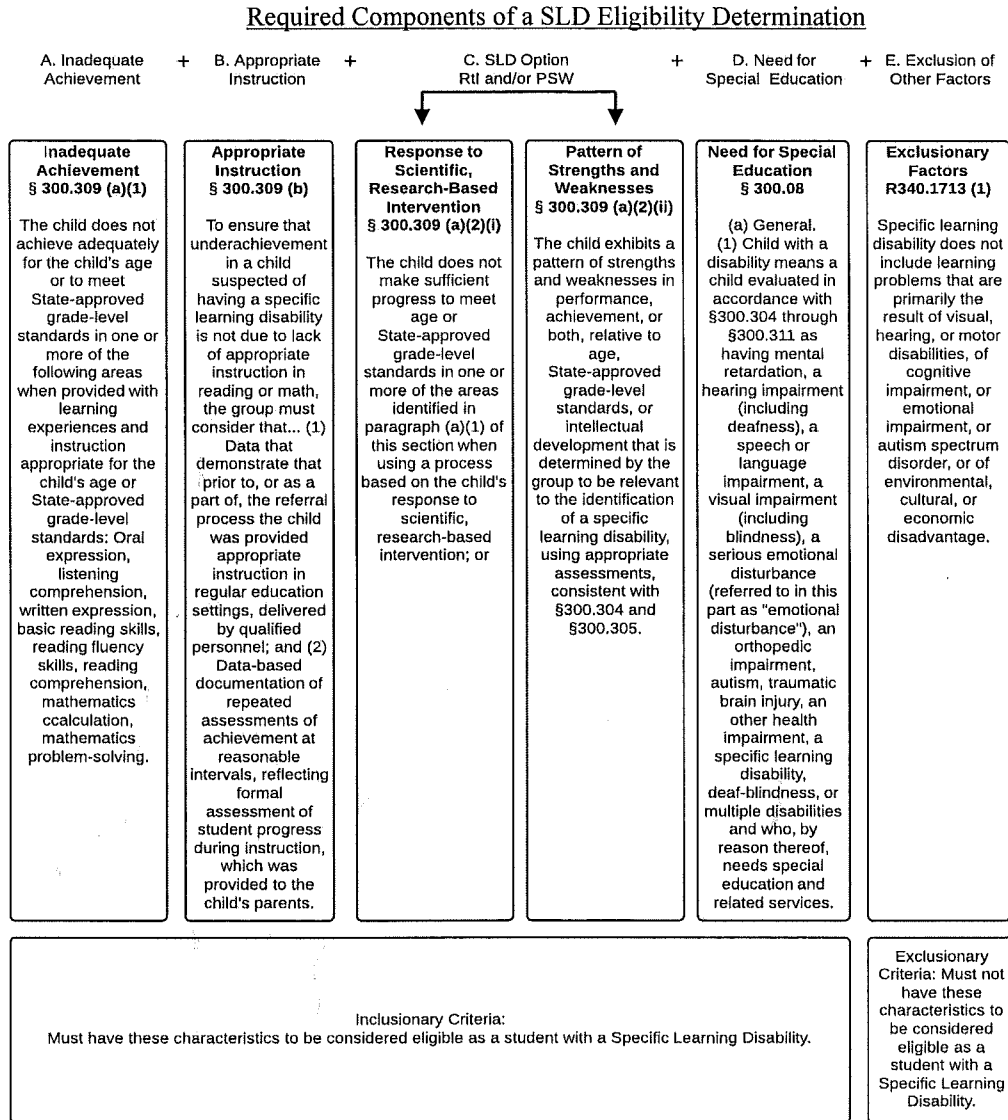 Required Components of a SLD Eligibility Determination
A. Inadequate
Achievement
+
B. Appropriate
Instruction
+
C. SLD Option
RtI and/or PSW
+
D. Need for
Special Education
+
E. Exclusion of
Other Factors
Inadequate
Achievement
§ 300.309 (a)(1)
The child does not
achieve adequately
for the child's age
or to meet
State-approved
grade-level
standards in one or
more of the
following areas
when provided with
learning
experiences and
instruction
appropriate for the
child's age or
State-approved
grade-level
standards: Oral
expression,
listening
comprehension,
written expression,
basic reading skills,
reading fluency
skills, reading
comprehension,
mathematics
ccalculation,
mathematics
problem-solving.
Appropriate
Instruction
§ 300.309 (b)
To ensure that
underachievement
in a child
suspected of
having a specific
learning disability
is not due to lack
of appropriate
instruction in
reading or math,
the group must
consider that... (1)
Data that
demonstrate that
prior to, or as a
part of, the referral
process the child
was provided
appropriate
instruction in
regular education
settings, delivered
by qualified
personnel; and (2)
Data-based
documentation of
repeated
assessments of
achievement at
reasonable
intervals, reflecting
formal
assessment of
student progress
during instruction,
which was
provided to the
child's parents.
Response to
Scientific,
Research-Based
Intervention
§ 300.309 (a)(2)(i)
The child does not
make sufficient
progress to meet
age or
State-approved
grade-level
standards in one or
more of the areas
identified in
paragraph (a)(1) of
this section when
using a process
based on the child's
response to
scientific,
research-based
intervention; or
Pattern of
Strengths and
Weaknesses
§ 300.309 (a)(2)(ii)
The child exhibits a
pattern of strengths
and weaknesses in
performance,
achievement, or
both, relative to
age,
State-approved
grade-level
standards, or
intellectual
development that is
determined by the
group to be relevant
to the identification
of a specific
learning disability,
using appropriate
assessments,
consistent with
§300.304 and
§300.305.
Need for Special
Education
§ 300.08
(a) General.
(1) Child with a
disability means a
child evaluated in
accordance with
§300.304 through
§300.311 as
having mental
retardation, a
hearing impairment
(including
deafness), a
speech or
language
impairment, a
visual impairment
(including
blindness), a
serious emotional
disturbance
(referred to in this
part as "emotional
disturbance"), an
orthopedic
impairment,
autism, traumatic
brain injury, an
other health
impairment, a
specific learning
disability,
deaf-blindness, or
multiple disabilities
and who, by
reason thereof,
needs special
education and
related services.
Exclusionary
Factors
R340.1713 (1)
Specific learning
disability does not
include learning
problems that are
primarily the
result of visual,
hearing, or motor
disabilities, of
cognitive
impairment, or
emotional
impairment, or
autism spectrum
disorder, or of
environmental,
cultural, or
economic
disadvantage.
Inclusionary Criteria:
Must have these characteristics to be considered eligible as a student with a Specific Learning Disability.
Exclusionary
Criteria: Must not
have these
characteristics to
be considered
eligible as a
student with a
Specific Learning
Disability.